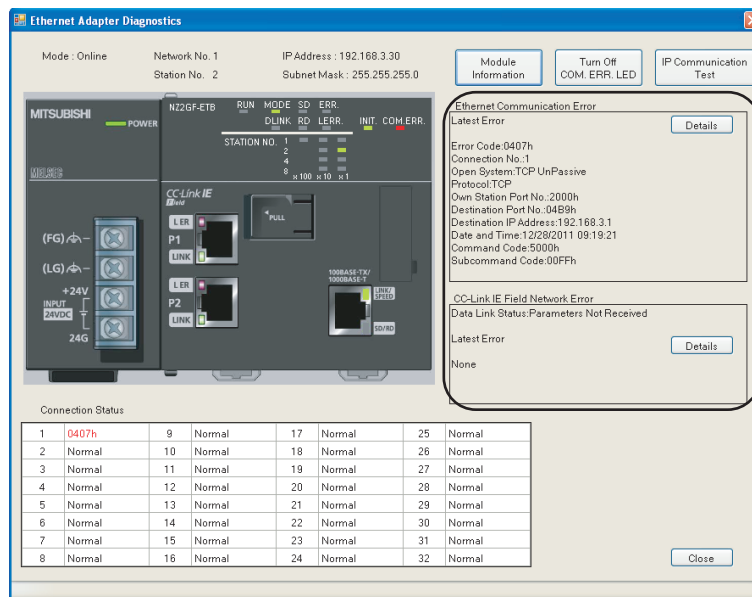 Ethernet Adapter Diagnostics
Mode : Online
Network No. 1
IP Address : 192.168.3.30
Station No. 2
Subnet Mask : 255.255.255.0
Module Information
Turn Off COM. ERR. LED
IP Communication Test
MITSUBISHI
POWER
MELSEC
(FG)
(LG)
+24V
INPUT
24VDC
24G
NZ2GF-ETB
RUN MODE SD ERR.
DLINK RD LERR. INIT. COM.ERR.
STATION NO. 1
2
4
8
x 100 x 10 x 1
CC-Link IE
Field
PULL
L ER
P1
LINK
L ER
P2
LINK
1000BASE-TX/
1000BASE-T
LINK/
SPEED
SD/RD
Ethernet Communication Error
Latest Error
Details
Error Code:0407h
Connection No.:1
Open System:TCP UnPassive
Protocol:TCP
Own Station Port No.:2000h
Destination Port No.:04B9h
Destination IP Address:192.168.3.1
Date and Time:12/28/2011 09:19:21
Command Code:5000h
Subcommand Code:00FFh
CC-Link IE Field Network Error
Data Link Status:Parameters Not Received
Latest Error
Details
None
Connection Status
1 0407h 9 Normal 17 Normal 25 Normal
2 Normal 10 Normal 18 Normal 26 Normal
3 Normal 11 Normal 19 Normal 27 Normal
4 Normal 12 Normal 20 Normal 28 Normal
5 Normal 13 Normal 21 Normal 29 Normal
6 Normal 14 Normal 22 Normal 30 Normal
7 Normal 15 Normal 23 Normal 31 Normal
8 Normal 16 Normal 24 Normal 32 Normal
Close